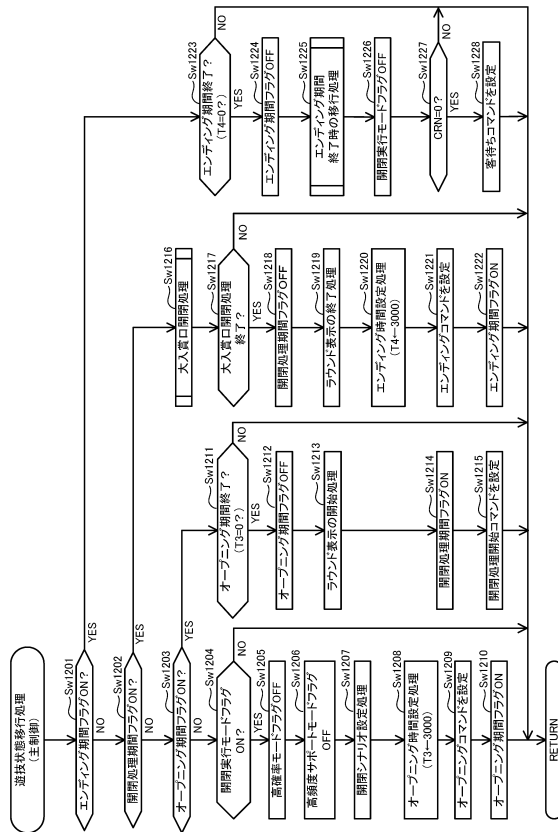 遊技状態移行処理
(主制御)
Sw1201
エンディング期間フラグON?
YES
NO
Sw1202
開閉処理期間フラグON?
YES
NO
Sw1203
オープニング期間フラグON?
YES
NO
Sw1204
開閉実行モードフラグ
ON?
NO
YES
Sw1205
高確率モードフラグOFF
Sw1206
高頻度サポートモードフラグ
OFF
Sw1207
開閉シナリオ設定処理
Sw1208
オープニング時間設定処理
(T3←3000)
Sw1209
オープニングコマンドを設定
Sw1210
オープニング期間フラグON
RETURN
Sw1211
オープニング期間終了?
(T3=0?)
NO
YES
Sw1212
オープニング期間フラグOFF
Sw1213
ラウンド表示の開始処理
Sw1214
開閉処理期間フラグON
Sw1215
開閉処理開始コマンドを設定
Sw1216
大入賞口開閉処理
Sw1217
大入賞口開閉処理
終了?
NO
YES
Sw1218
開閉処理期間フラグOFF
Sw1219
ラウンド表示の終了処理
Sw1220
エンディング時間設定処理
(T4←3000)
Sw1221
エンディングコマンドを設定
Sw1222
エンディング期間フラグON
Sw1223
エンディング期間終了?
(T4=0?)
NO
YES
Sw1224
エンディング期間フラグOFF
Sw1225
エンディング期間
終了時の移行処理
Sw1226
開閉実行モードフラグOFF
Sw1227
CRN=0?
NO
YES
Sw1228
客待ちコマンドを設定